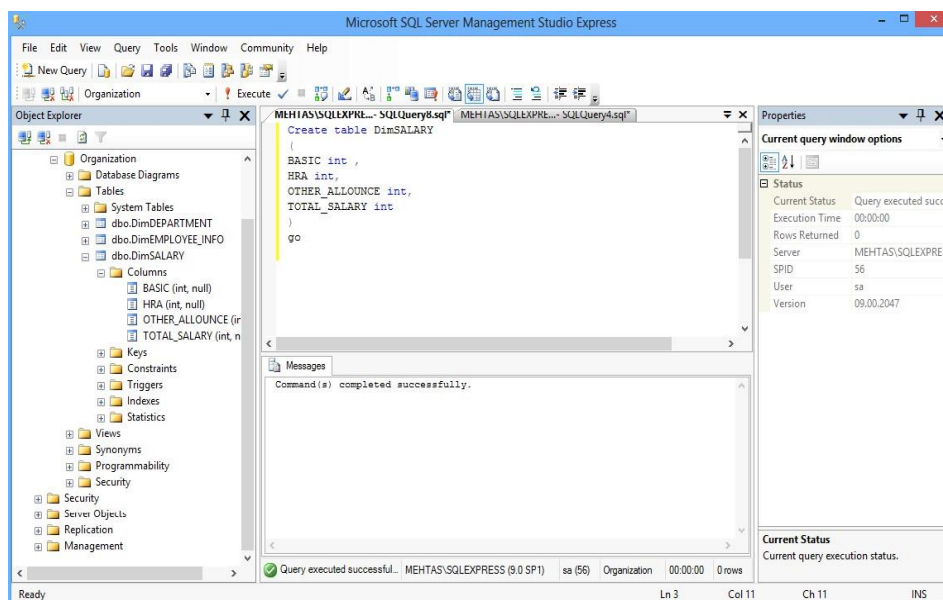 Microsoft SQL Server Management Studio Express
File Edit View Query Tools Window Community Help
New Query
Organization
Execute
Object Explorer
Organization
Database Diagrams
Tables
System Tables
dbo.DimDEPARTMENT
dbo.DimEMPLOYEE_INFO
dbo.DimSALARY
Columns
BASIC (int, null)
HRA (int, null)
OTHER_ALLOUNCE (ir
TOTAL_SALARY (int, n
Keys
Constraints
Triggers
Indexes
Statistics
Views
Synonyms
Programmability
Security
Security
Server Objects
Replication
Management
MEHTAS\SQLEXPRE...- SQLQuery8.sql* MEHTAS\SQLEXPRE...- SQLQuery4.sql*
Create table DimSALARY
(
BASIC int ,
HRA int,
OTHER_ALLOUNCE int,
TOTAL_SALARY int
)
go
Messages
Command(s) completed successfully.
Query executed successful... MEHTAS\SQLEXPRESS (9.0 SP1) sa (56) Organization 00:00:00 0 rows
Properties
Current query window options
Status
Current Status Query executed succ
Execution Time 00:00:00
Rows Returned 0
Server MEHTAS\SQLEXPRE
SPID 56
User sa
Version 09.00.2047
Current Status
Current query execution status.
Ready Ln 3 Col 11 Ch 11 INS